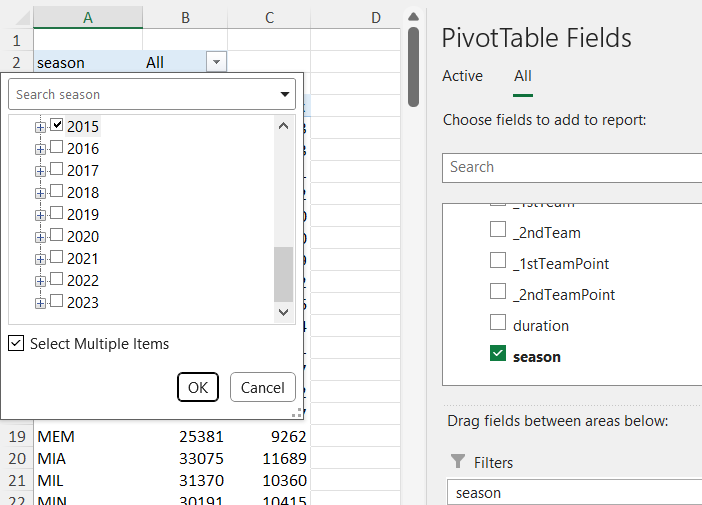 A B C D
1
2 season All
Search season
2015
2016
2017
2018
2019
2020
2021
2022
2023
Select Multiple Items
OK Cancel
19 MEM 25381 9262
20 MIA 33075 11689
21 MIL 31370 10360
22 MIN 30191 10415
PivotTable Fields
Active All
Choose fields to add to report:
Search
_1stTeam
_2ndTeam
_1stTeamPoint
_2ndTeamPoint
duration
season
Drag fields between areas below:
Filters
season